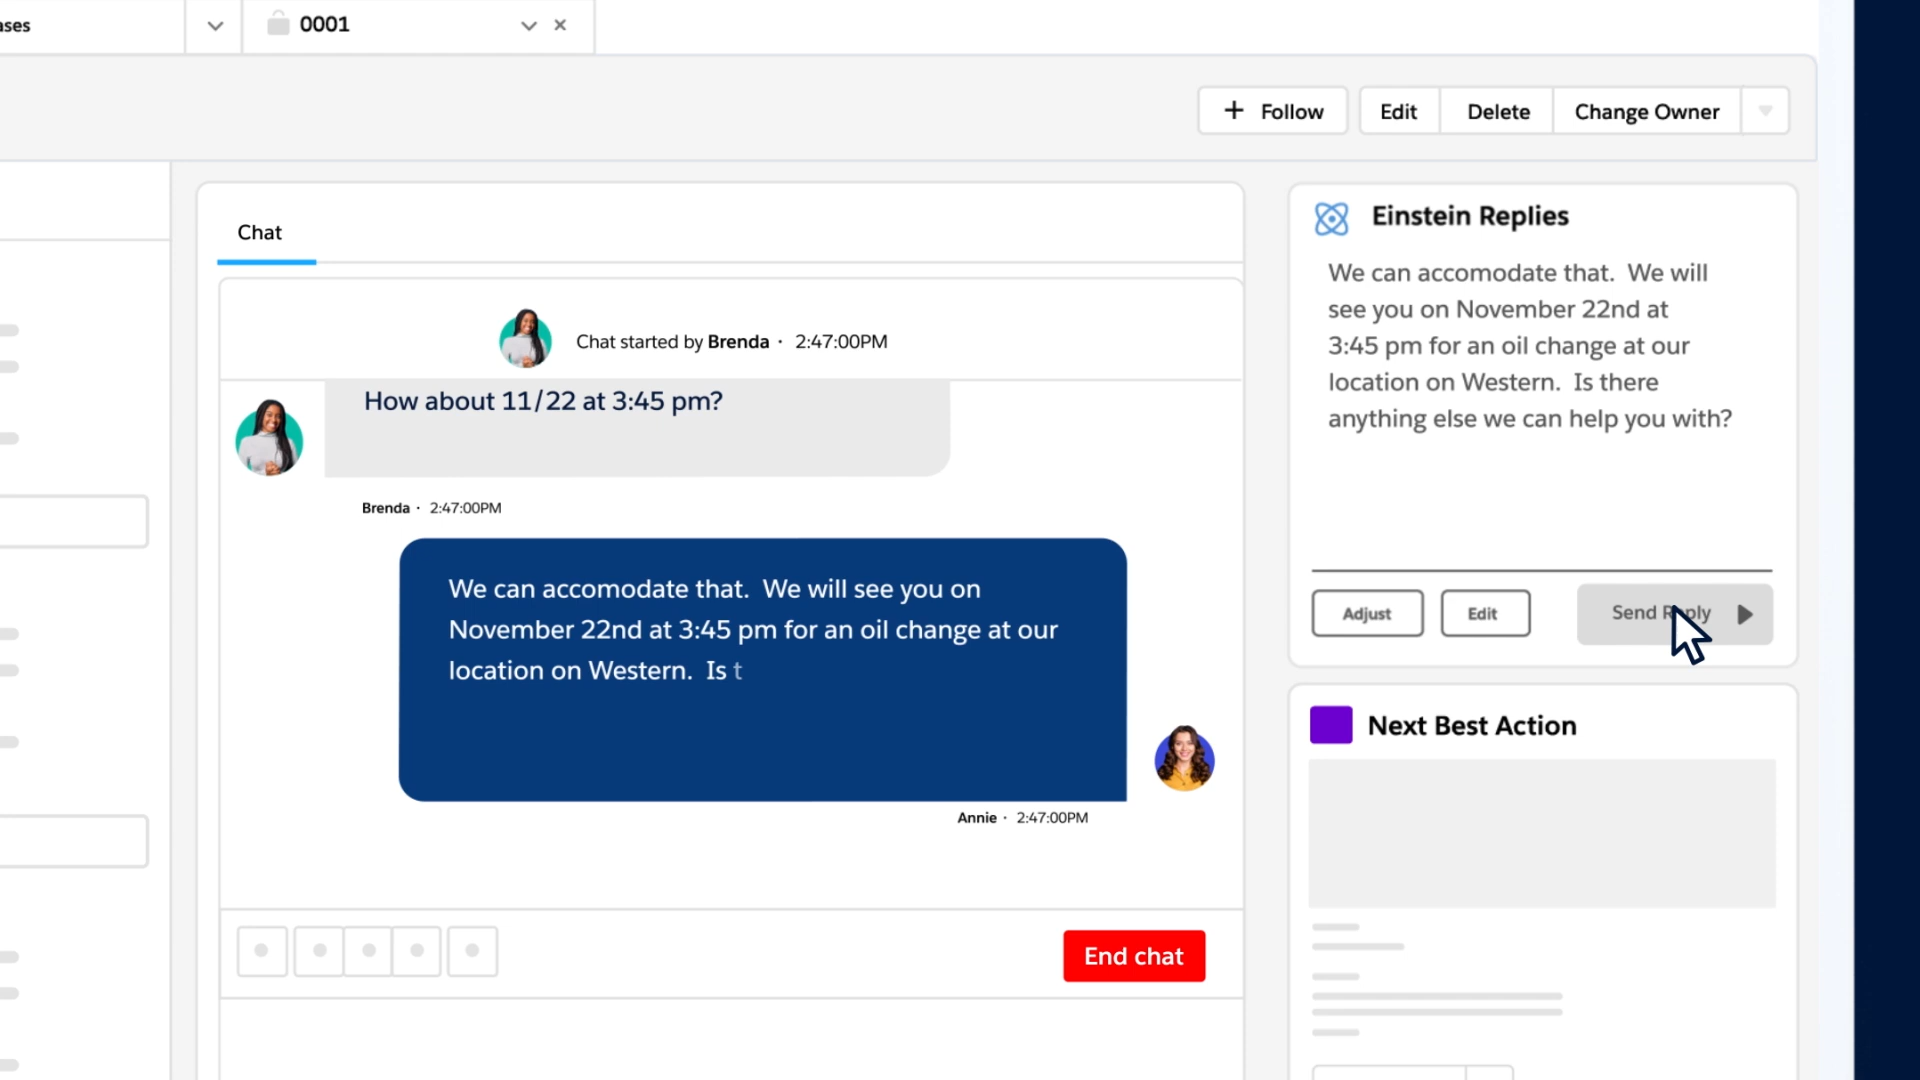 0001
Follow
Edit
Delete
Change Owner
Chat
Chat started by Brenda · 2:47:00PM
How about 11/22 at 3:45 pm?
Brenda · 2:47:00PM
We can accomodate that.  We will see you on
November 22nd at 3:45 pm for an oil change at our
location on Western.  Is t
Annie · 2:47:00PM
End chat
Einstein Replies
We can accomodate that.  We will
see you on November 22nd at
3:45 pm for an oil change at our
location on Western.  Is there
anything else we can help you with?
Adjust
Edit
Send Reply
Next Best Action